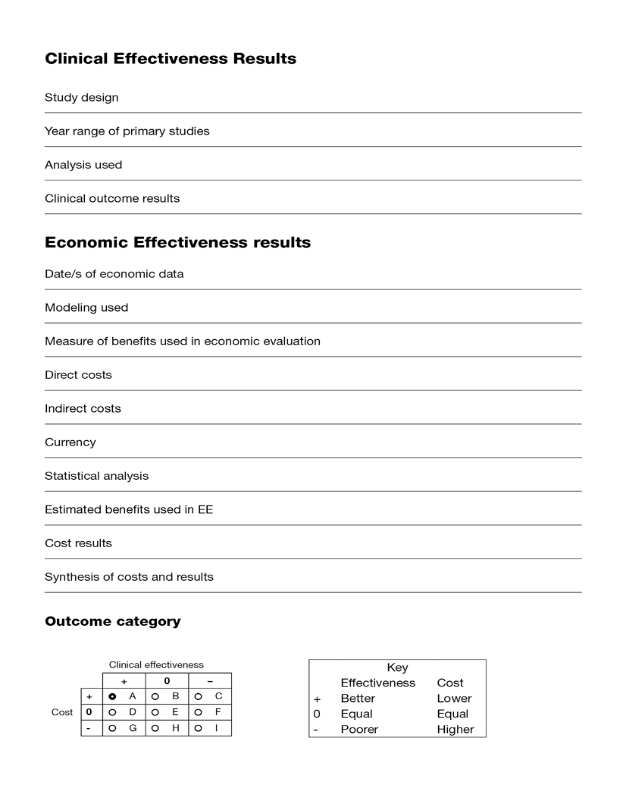 Clinical Effectiveness Results
Study design
Year range of primary studies
Analysis used
Clinical outcome results
Economic Effectiveness results
Date/s of economic data
Modeling used
Measure of benefits used in economic evaluation
Direct costs
Indirect costs
Currency
Statistical analysis
Estimated benefits used in EE
Cost results
Synthesis of costs and results
Outcome category
Clinical effectiveness
+ 0 –
+ A B C
Cost 0 D E F
- G H I
Key
Effectiveness Cost
+ Better Lower
0 Equal Equal
- Poorer Higher